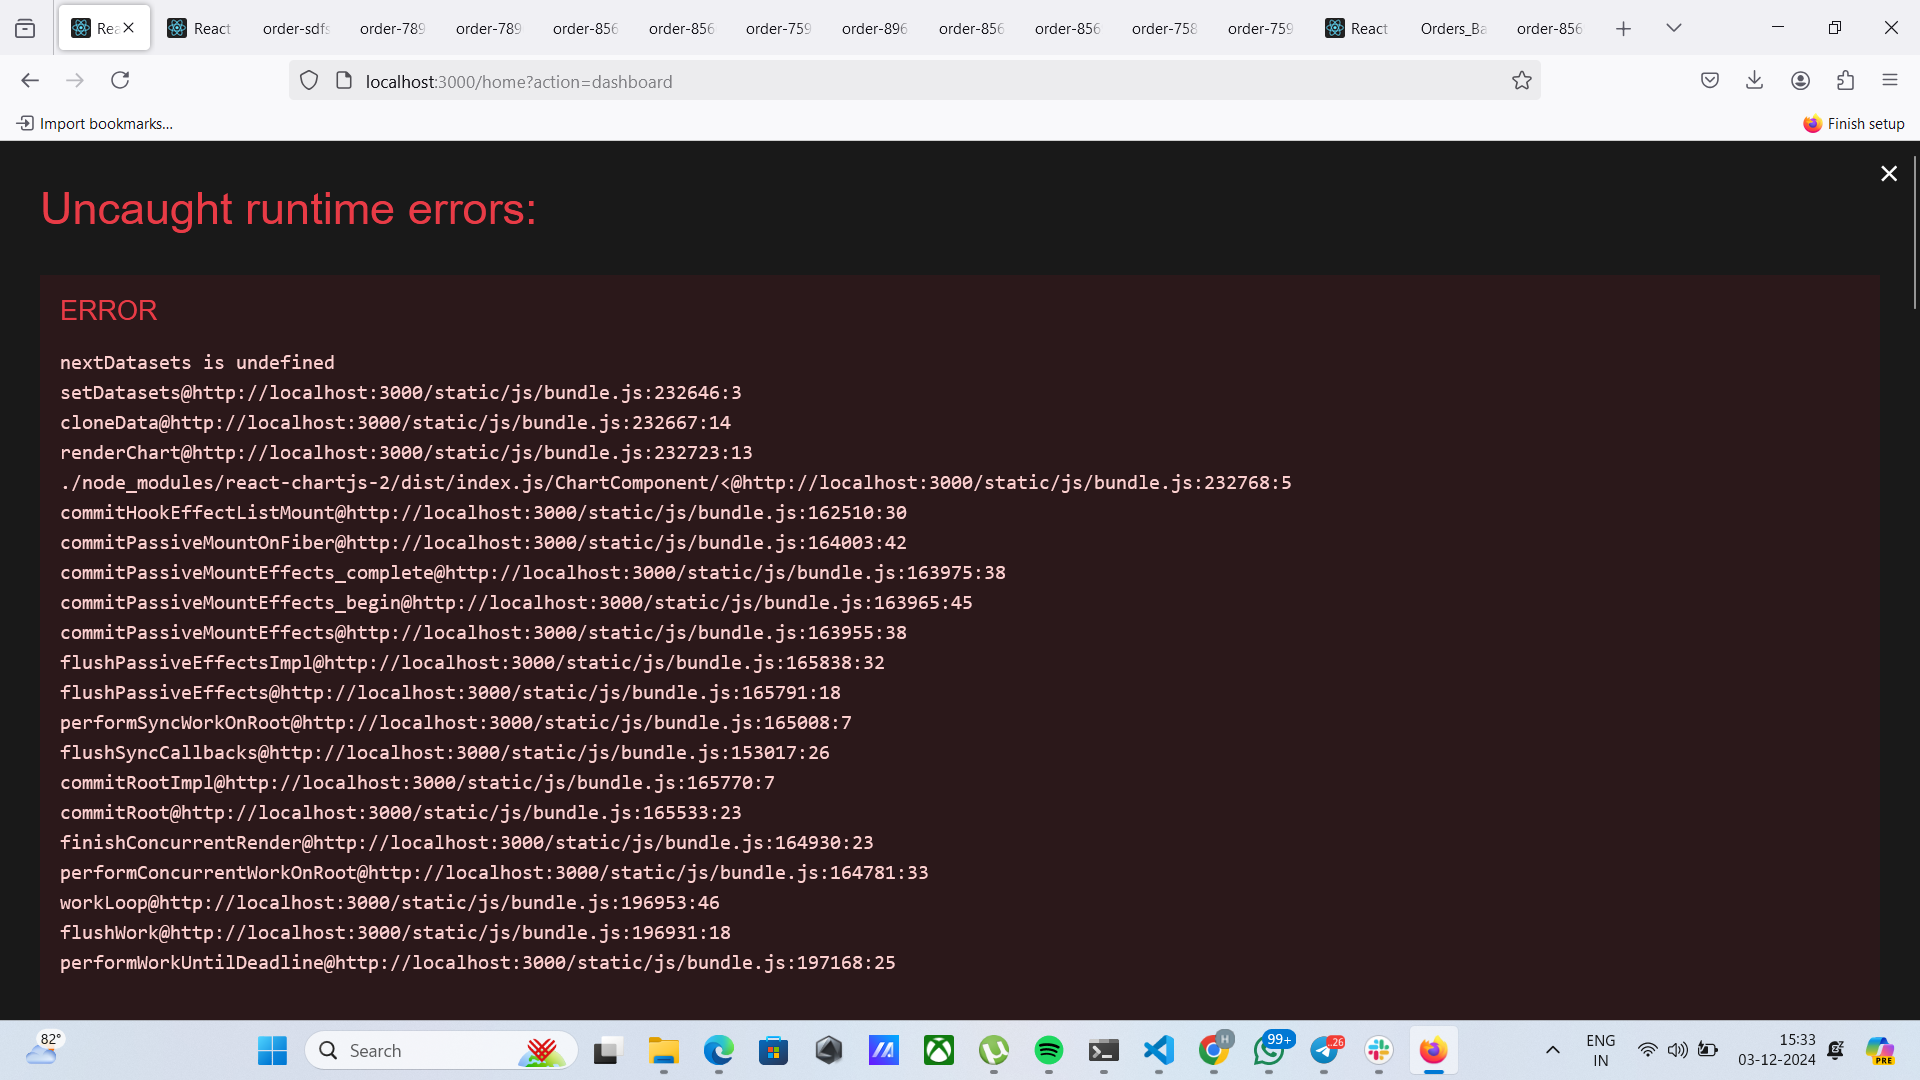 Rea
React
order-sdfs
order-789
order-789
order-856
order-856
order-759
order-896
order-856
order-856
order-758
order-759
React
Orders_Ba
order-856
localhost:3000/home?action=dashboard
Import bookmarks...
Finish setup
Uncaught runtime errors:
ERROR
nextDatasets is undefined
setDatasets@http://localhost:3000/static/js/bundle.js:232646:3
cloneData@http://localhost:3000/static/js/bundle.js:232667:14
renderChart@http://localhost:3000/static/js/bundle.js:232723:13
./node_modules/react-chartjs-2/dist/index.js/ChartComponent/<@http://localhost:3000/static/js/bundle.js:232768:5
commitHookEffectListMount@http://localhost:3000/static/js/bundle.js:162510:30
commitPassiveMountOnFiber@http://localhost:3000/static/js/bundle.js:164003:42
commitPassiveMountEffects_complete@http://localhost:3000/static/js/bundle.js:163975:38
commitPassiveMountEffects_begin@http://localhost:3000/static/js/bundle.js:163965:45
commitPassiveMountEffects@http://localhost:3000/static/js/bundle.js:163955:38
flushPassiveEffectsImpl@http://localhost:3000/static/js/bundle.js:165838:32
flushPassiveEffects@http://localhost:3000/static/js/bundle.js:165791:18
performSyncWorkOnRoot@http://localhost:3000/static/js/bundle.js:165008:7
flushSyncCallbacks@http://localhost:3000/static/js/bundle.js:153017:26
commitRootImpl@http://localhost:3000/static/js/bundle.js:165770:7
commitRoot@http://localhost:3000/static/js/bundle.js:165533:23
finishConcurrentRender@http://localhost:3000/static/js/bundle.js:164930:23
performConcurrentWorkOnRoot@http://localhost:3000/static/js/bundle.js:164781:33
workLoop@http://localhost:3000/static/js/bundle.js:196953:46
flushWork@http://localhost:3000/static/js/bundle.js:196931:18
performWorkUntilDeadline@http://localhost:3000/static/js/bundle.js:197168:25
82°
Search
H
99+
.26
ENG
IN
15:33
03-12-2024
PRE